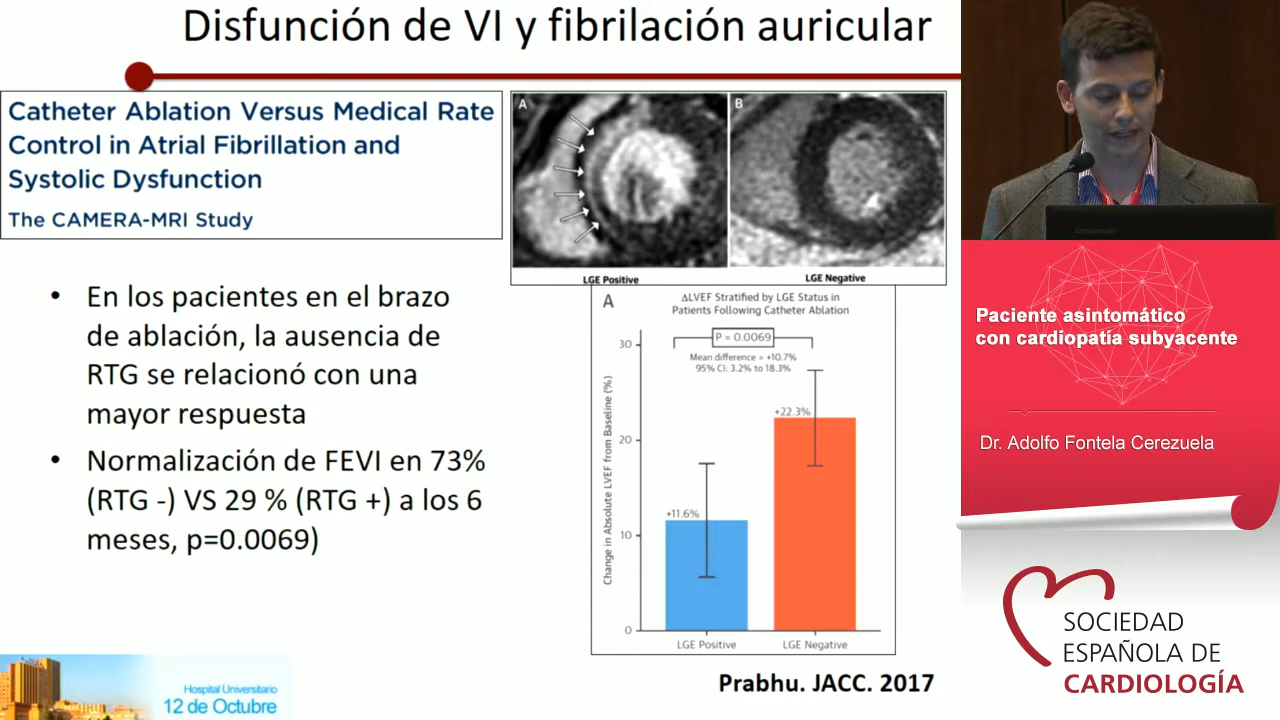 Disfunción de VI y fibrilación auricular
Catheter Ablation Versus Medical Rate
Control in Atrial Fibrillation and
Systolic Dysfunction
The CAMERA-MRI Study
• En los pacientes en el brazo
de ablación, la ausencia de
RTG se relacionó con una
mayor respuesta
• Normalización de FEVI en 73%
(RTG -) VS 29 % (RTG +) a los 6
meses, p=0.0069)
A
B
LGE Positive
LGE Negative
A
ΔLVEF Stratified by LGE Status in
Patients Following Catheter Ablation
P = 0.0069
Mean difference = +10.7%
95% CI: 3.2% to 18.3%
Change in Absolute LVEF from Baseline (%)
30
20
10
0
+11.6%
+22.3%
LGE Positive
LGE Negative
Prabhu. JACC. 2017
Hospital Universitario
12 de Octubre
Paciente asintomático
con cardiopatía subyacente
Dr. Adolfo Fontela Cerezuela
SOCIEDAD
ESPAÑOLA DE
CARDIOLOGÍA